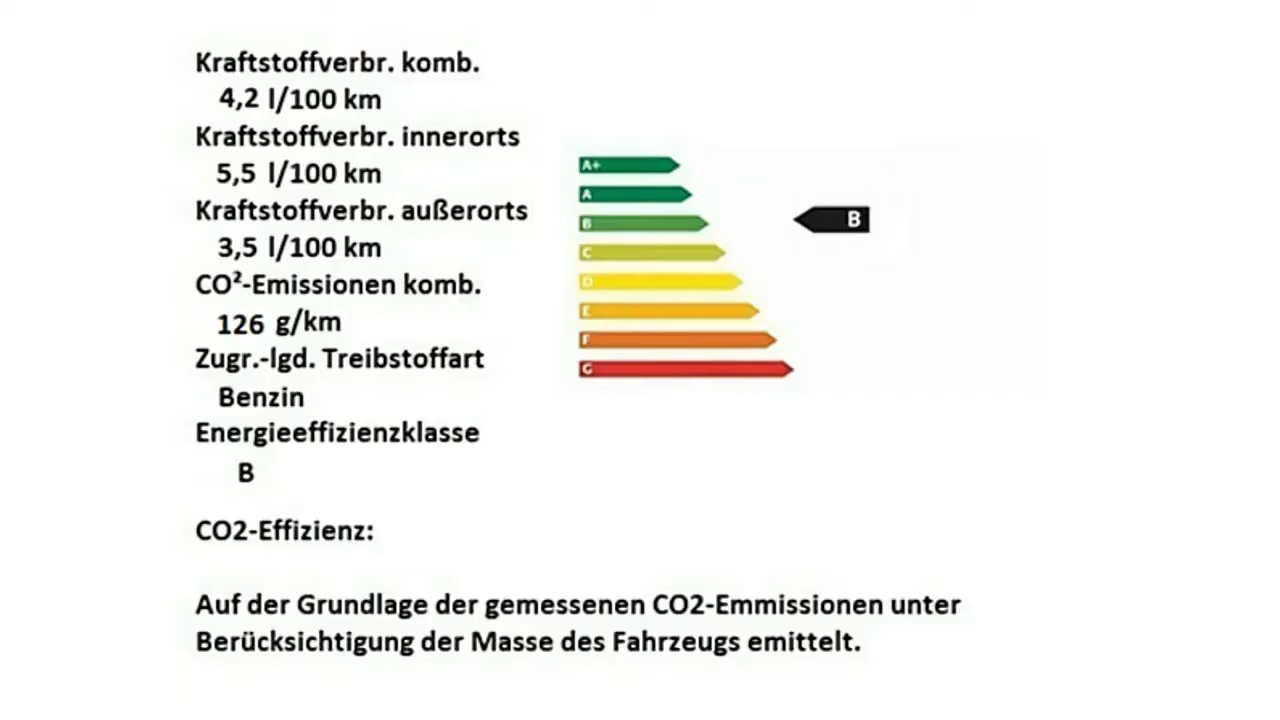 Kraftstoffverbr. komb.
4,2 l/100 km
Kraftstoffverbr. innerorts
5,5 l/100 km
Kraftstoffverbr. außerorts
3,5 l/100 km
CO²-Emissionen komb.
126 g/km
Zugr.-lgd. Treibstoffart
Benzin
Energieeffizienzklasse
B
A+
A
B
B
C
D
E
F
G
CO2-Effizienz:
Auf der Grundlage der gemessenen CO2-Emmissionen unter
Berücksichtigung der Masse des Fahrzeugs emittelt.